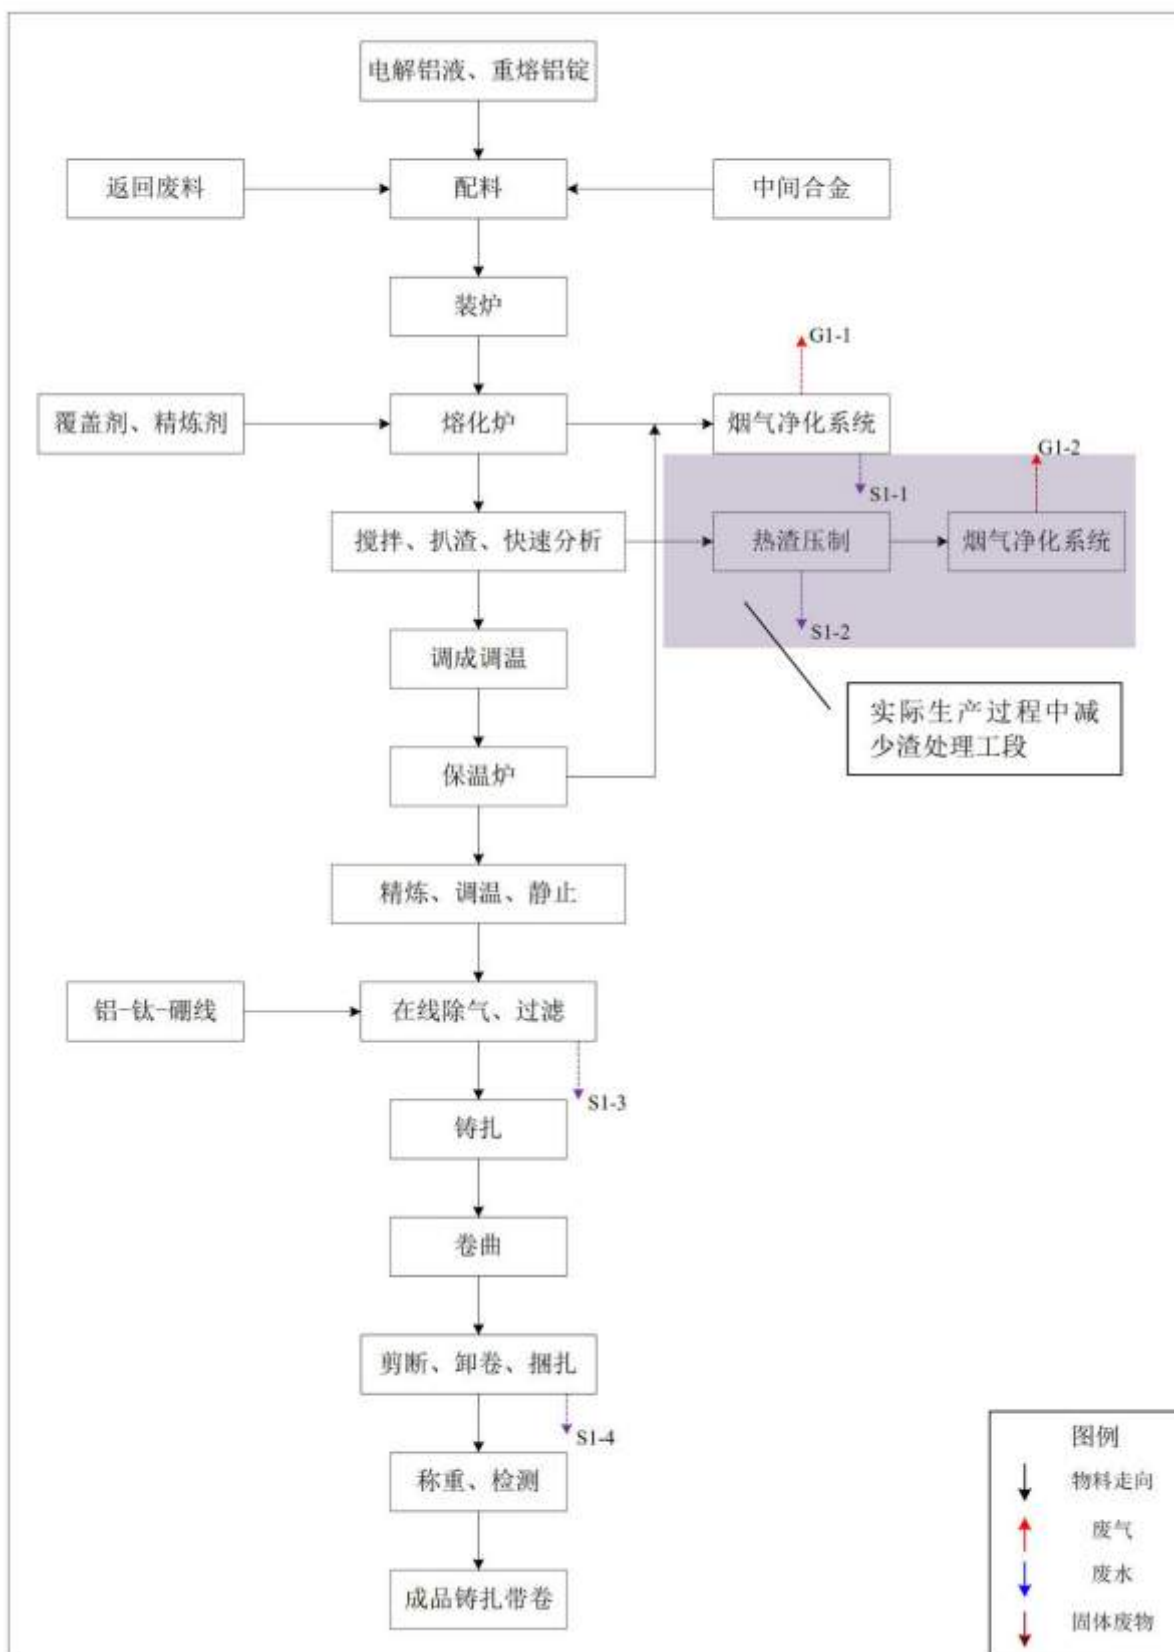 电解铝液、重熔铝锭
返回废料
配料
中间合金
装炉
G1-1
覆盖剂、精炼剂
熔化炉
烟气净化系统
G1-2
S1-1
搅拌、扒渣、快速分析
热渣压制
烟气净化系统
S1-2
调成调温
实际生产过程中减
少渣处理工段
保温炉
精炼、调温、静止
铝-钛-硼线
在线除气、过滤
S1-3
铸扎
卷曲
剪断、卸卷、捆扎
S1-4
称重、检测
成品铸扎带卷
图例
物料走向
废气
废水
固体废物